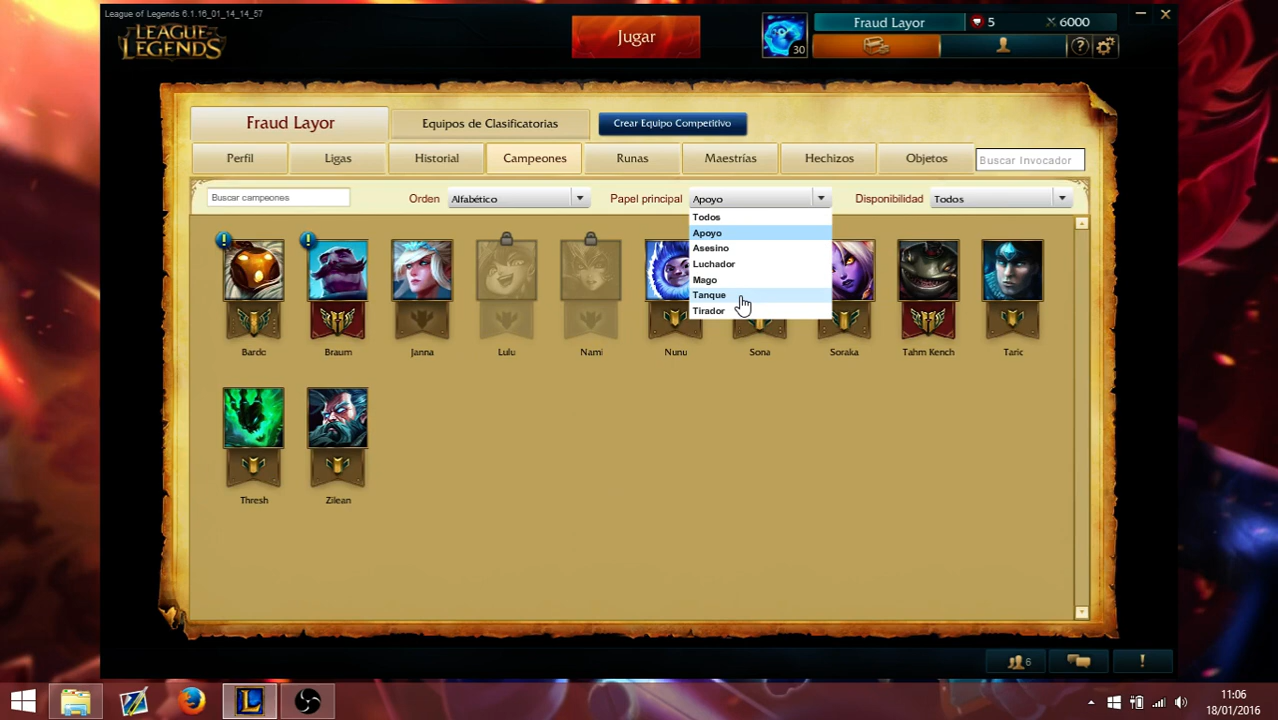 League of Legends 6.1.16_01_14_14_57
LEAGUE OF LEGENDS
Jugar
30
Fraud Layor
5
6000
?
Fraud Layor
Equipos de Clasificatorias
Crear Equipo Competitivo
Perfil
Ligas
Historial
Campeones
Runas
Maestrías
Hechizos
Objetos
Buscar Invocador
Buscar campeones
Orden
Alfabético
Papel principal
Apoyo
Disponibilidad
Todos
Todos
Apoyo
Asesino
Luchador
Mago
Tanque
Tirador
!
!
Bardo
Braum
Janna
Lulu
Nami
Nunu
Sona
Soraka
Tahm Kench
Taric
Thresh
Zilean
6
!
L
11:06
18/01/2016